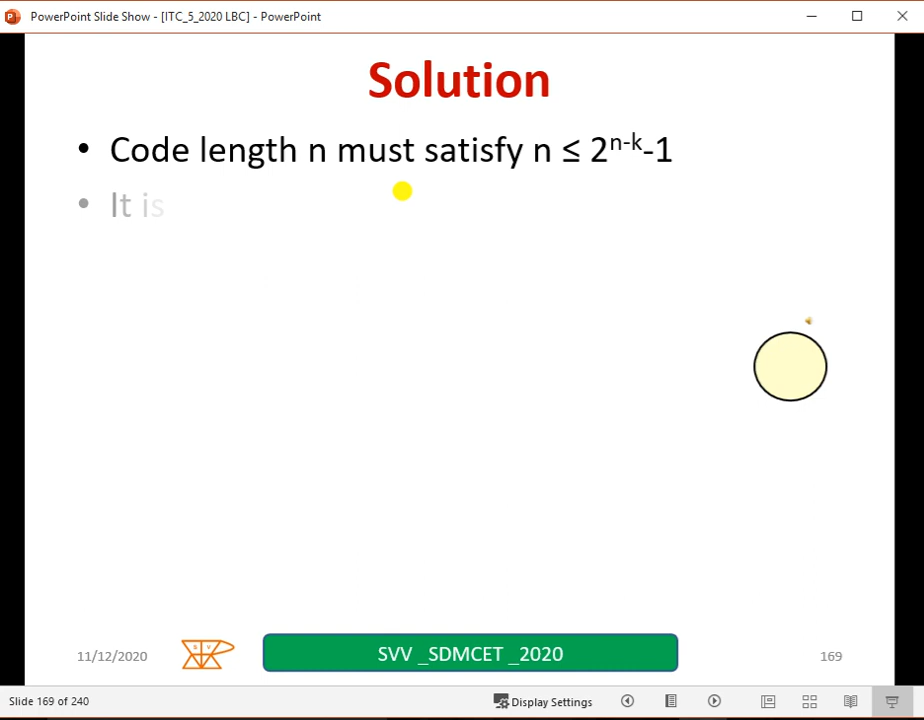 PowerPoint Slide Show - [ITC_5_2020 LBC] - PowerPoint
Solution
• Code length n must satisfy n ≤ 2ⁿ⁻ᵏ-1
• It is
11/12/2020
S V
SVV _SDMCET _2020
169
Slide 169 of 240
Display Settings